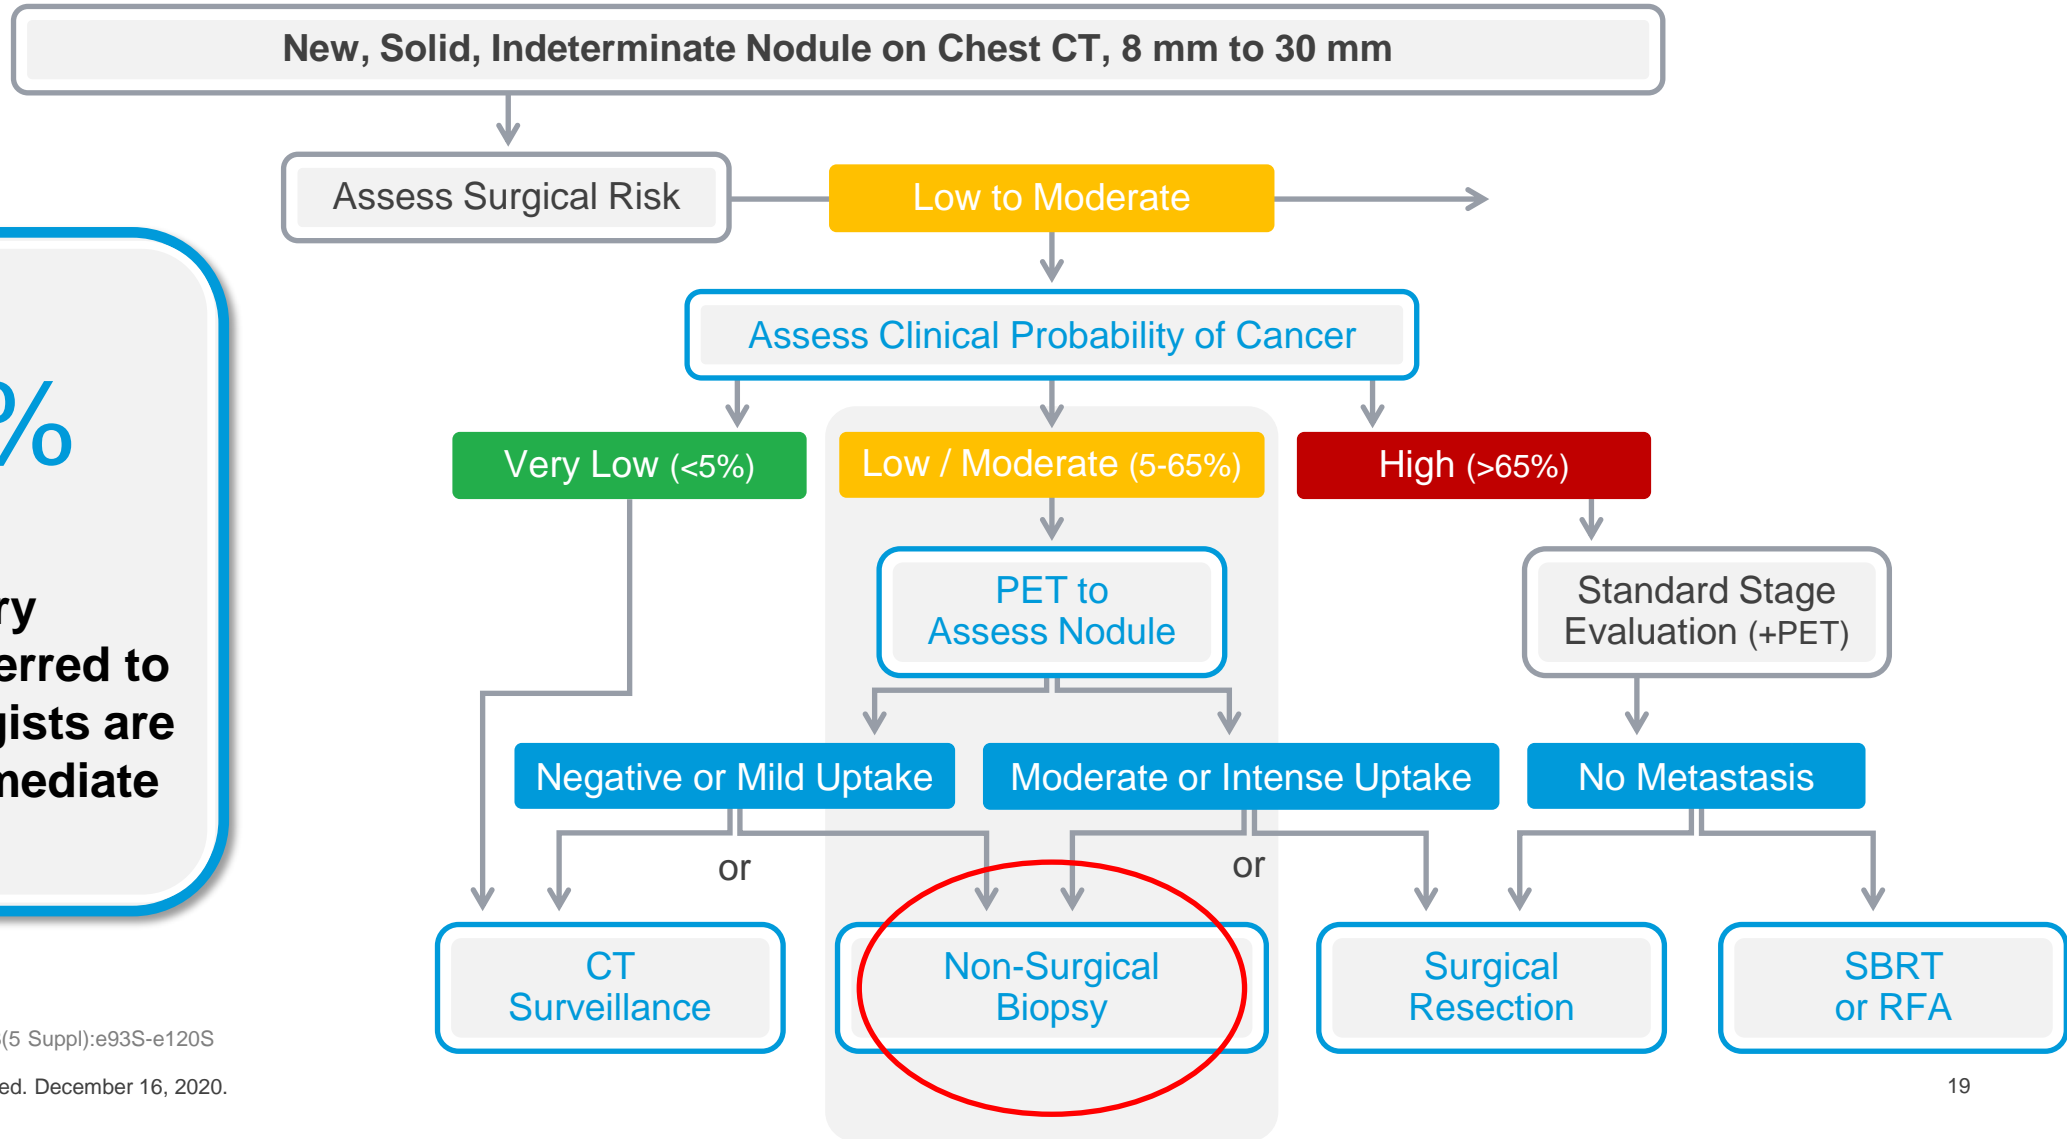 New, Solid, Indeterminate Nodule on Chest CT, 8 mm to 30 mm
Assess Surgical Risk
Low to Moderate
Assess Clinical Probability of Cancer
Very Low (<5%)
Low / Moderate (5-65%)
High (>65%)
PET to
Assess Nodule
Standard Stage
Evaluation (+PET)
Negative or Mild Uptake
Moderate or Intense Uptake
No Metastasis
or
or
CT
Surveillance
Non-Surgical
Biopsy
Surgical
Resection
SBRT
or RFA
%
ry
erred to
gists are
mediate
(5 Suppl):e93S-e120S
ed. December 16, 2020.
19